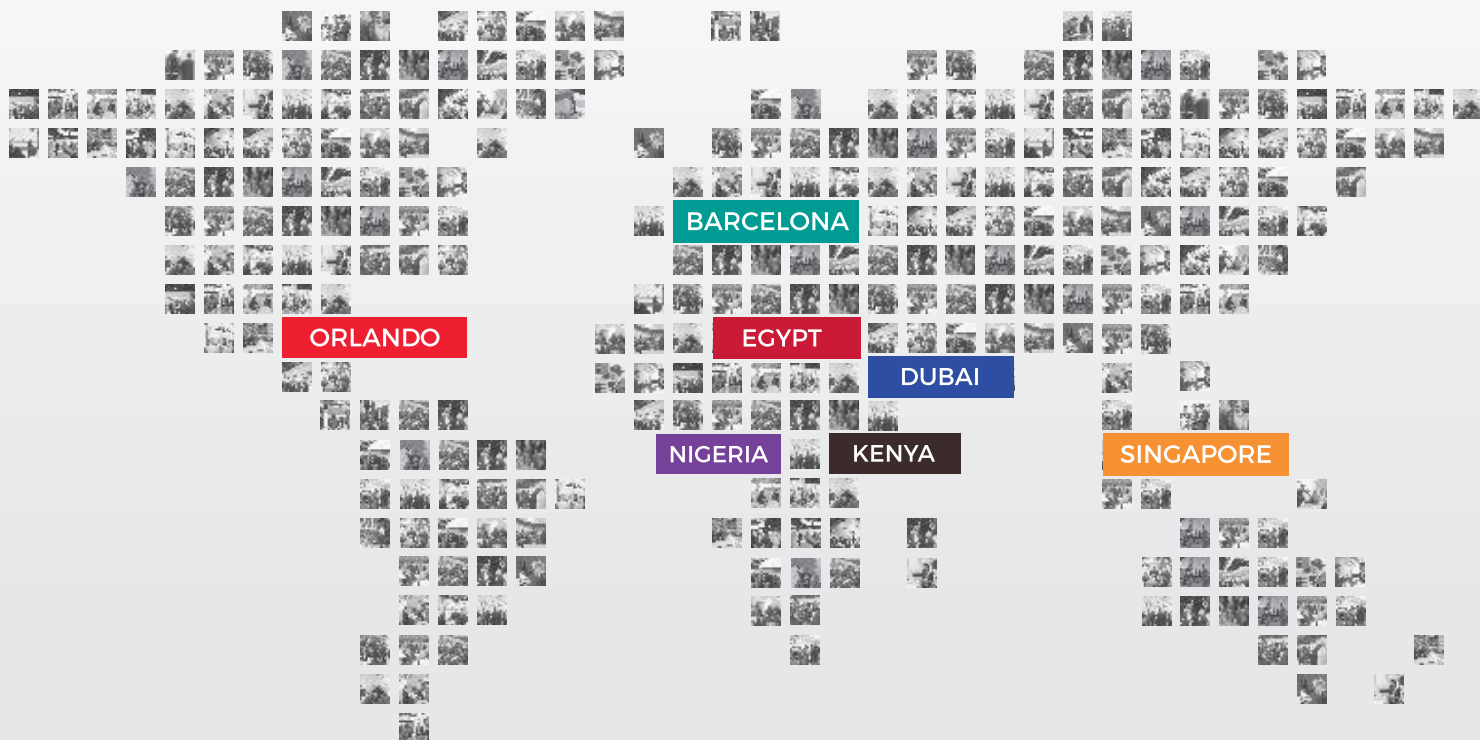 BARCELONA
ORLANDO
EGYPT
DUBAI
NIGERIA
KENYA
SINGAPORE